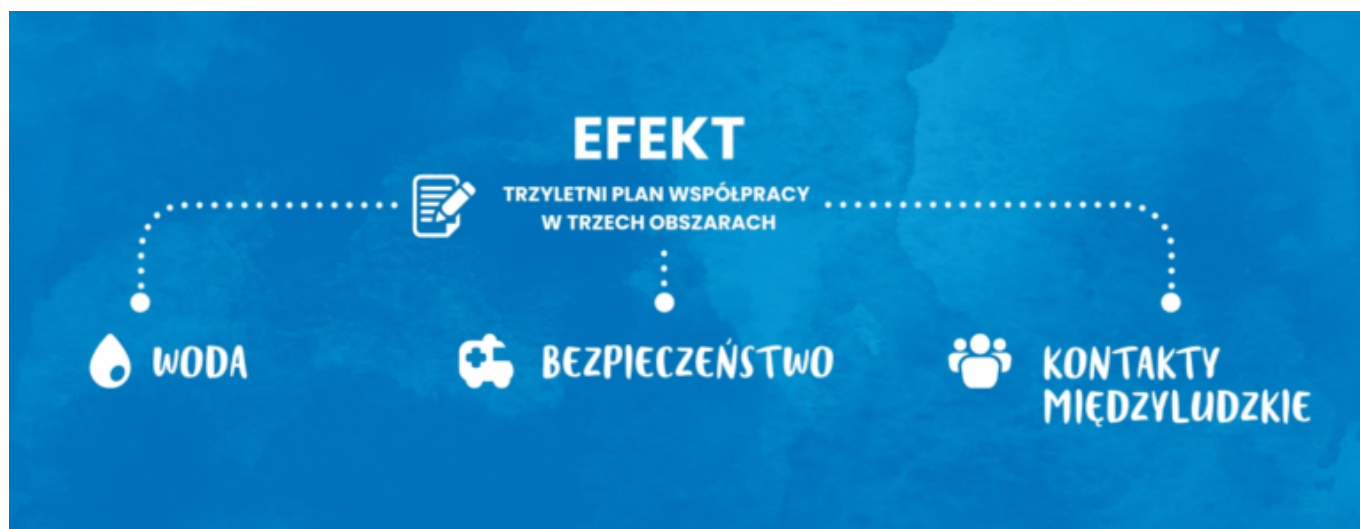 EFEKT
TRZYLETNI PLAN WSPÓŁPRACY
W TRZECH OBSZARACH
WODA
BEZPIECZEŃSTWO
KONTAKTY
MIĘDZYLUDZKIE